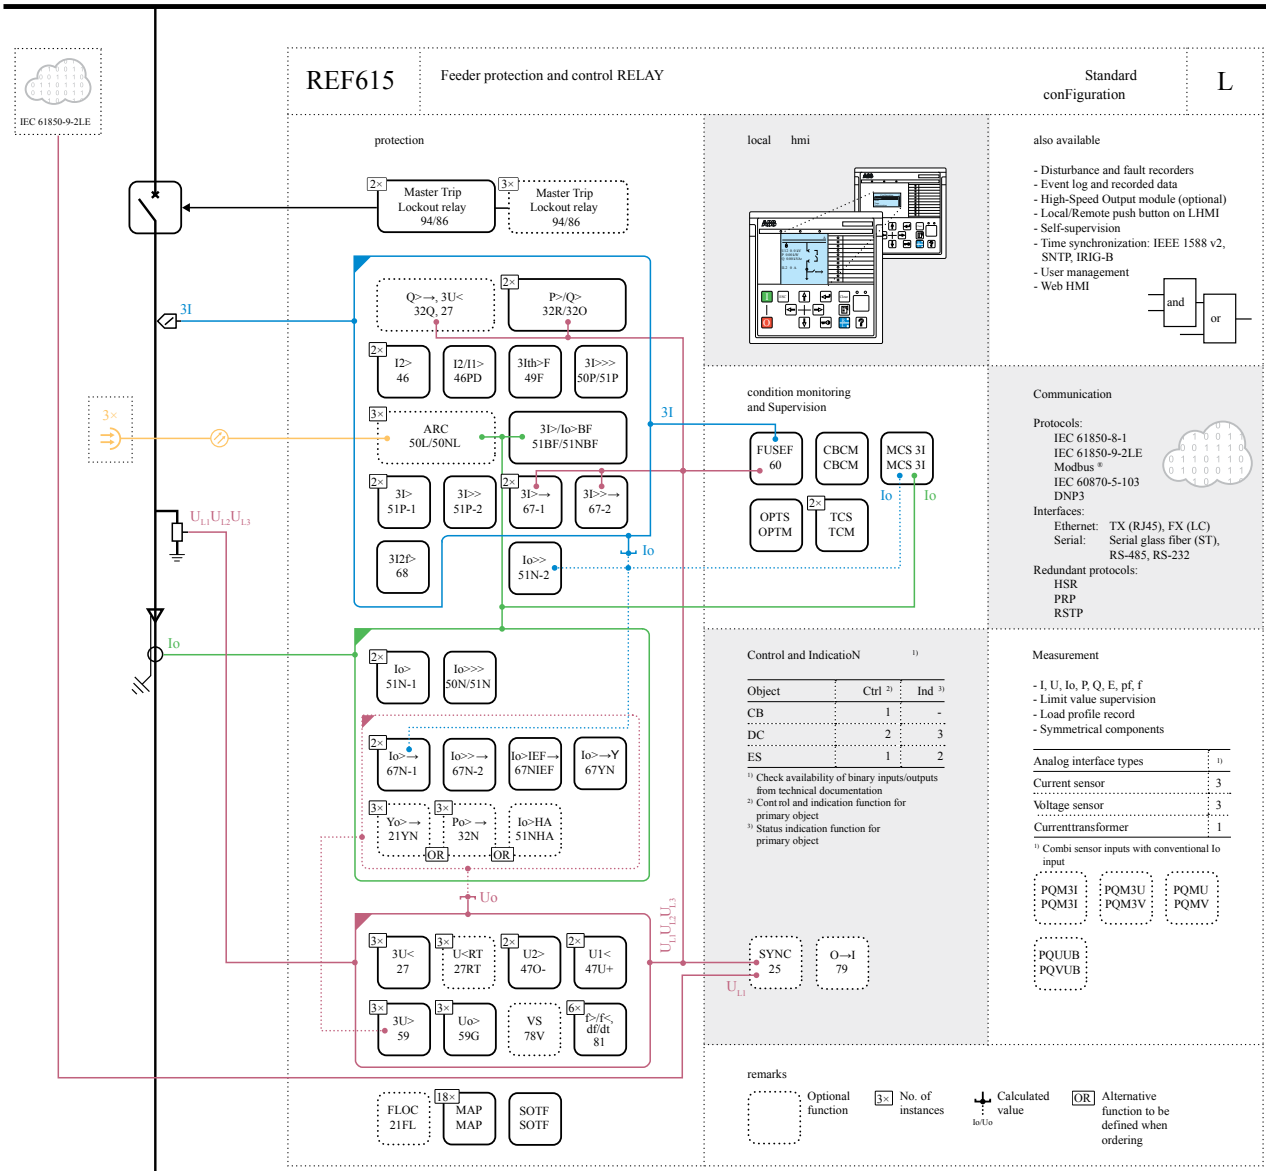 REF615
Feeder protection and control RELAY
Standard
conFiguration
L
IEC 61850-9-2LE
protection
2×
Master Trip
Lockout relay
94/86
3×
Master Trip
Lockout relay
94/86
3I
Q>→, 3U<
32Q, 27
2×
P>/Q>
32R/32O
2×
I2>
46
I2/I1>
46PD
3Ith>F
49F
3I>>>
50P/51P
3×
ARC
50L/50NL
3I>/Io>BF
51BF/51NBF
3×
2×
3I>
51P-1
3I>>
51P-2
2×
3I>→
67-1
3I>>→
67-2
3I2f>
68
Io>>
51N-2
3I
Io
U L1 U L2 U L3
Io
2×
Io>
51N-1
Io>>>
50N/51N
2×
Io>→
67N-1
Io>>→
67N-2
Io>IEF→
67NIEF
Io>→Y
67YN
3×
Yo>→
21YN
OR
3×
Po>→
32N
OR
Io>HA
51NHA
Uo
3×
3U<
27
3×
U<RT
27RT
2×
U2>
47O-
2×
U1<
47U+
3×
3U>
59
3×
Uo>
59G
VS
78V
6×
f>/f<,
df/dt
81
U L1 U L2 U L3
U L1
FLOC
21FL
18×
MAP
MAP
SOTF
SOTF
local hmi
ABB
ABB
condition monitoring
and Supervision
FUSEF
60
CBCM
CBCM
MCS 3I
MCS 3I
Io
Io
OPTS
OPTM
2×
TCS
TCM
Control and IndicatioN 1)
Object Ctrl 2) Ind 3)
CB 1 -
DC 2 3
ES 1 2
1) Check availability of binary inputs/outputs
from technical documentation
2) Control and indication function for
primary object
3) Status indication function for
primary object
SYNC
25
O→I
79
also available
- Disturbance and fault recorders
- Event log and recorded data
- High-Speed Output module (optional)
- Local/Remote push button on LHMI
- Self-supervision
- Time synchronization: IEEE 1588 v2,
SNTP, IRIG-B
- User management
- Web HMI
and
or
Communication
Protocols:
IEC 61850-8-1
IEC 61850-9-2LE
Modbus ®
IEC 60870-5-103
DNP3
Interfaces:
Ethernet: TX (RJ45), FX (LC)
Serial: Serial glass fiber (ST),
RS-485, RS-232
Redundant protocols:
HSR
PRP
RSTP
Measurement
- I, U, Io, P, Q, E, pf, f
- Limit value supervision
- Load profile record
- Symmetrical components
Analog interface types 1)
Current sensor 3
Voltage sensor 3
Currenttransformer 1
1) Combi sensor inputs with conventional Io
input
PQM3I
PQM3I
PQM3U
PQM3V
PQMU
PQMV
PQUUB
PQVUB
remarks
Optional
function
3×
No. of
instances
Io/Uo
Calculated
value
OR
Alternative
function to be
defined when
ordering